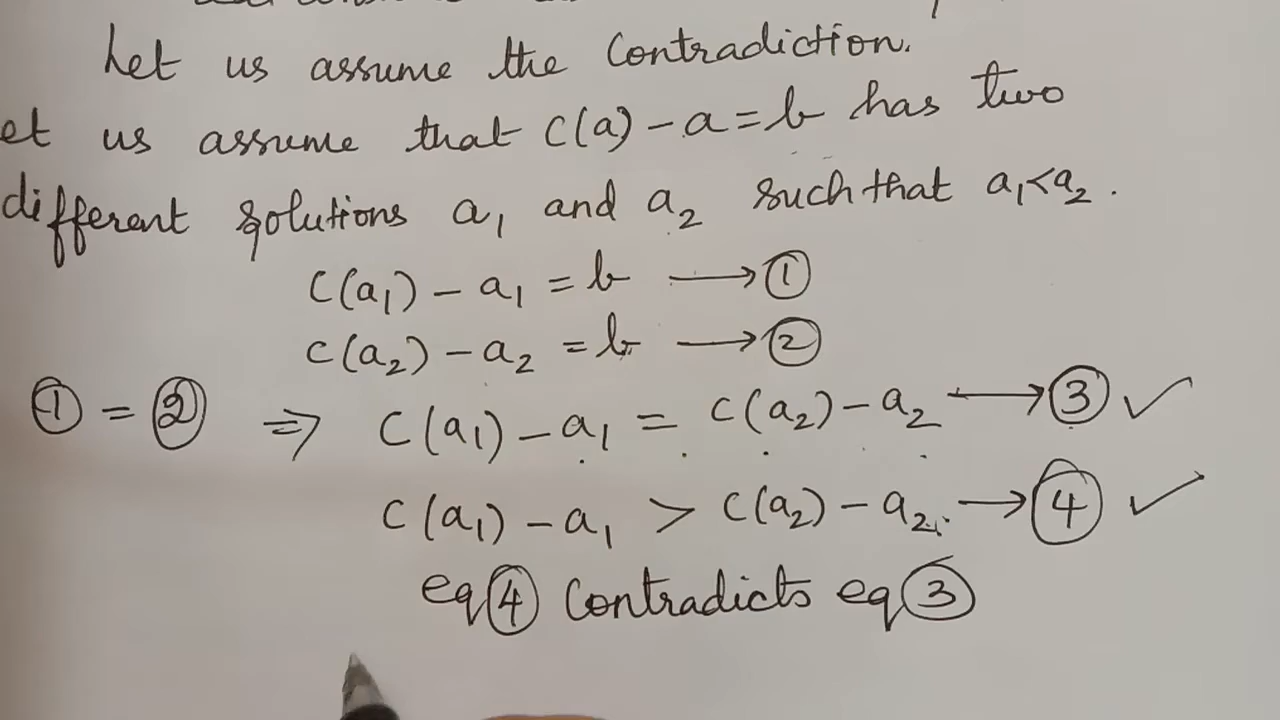 Let us assume the Contradiction.
et us assume that C(a) - a = b has two
different solutions a₁ and a₂ such that a₁<a₂.
C(a₁) - a₁ = b → ①
C(a₂) - a₂ = b → ②
① = ② ⇒ C(a₁) - a₁ = C(a₂) - a₂ → ③ ✓
C(a₁) - a₁ > C(a₂) - a₂. → ④ ✓
eq ④ Contradicts eq ③